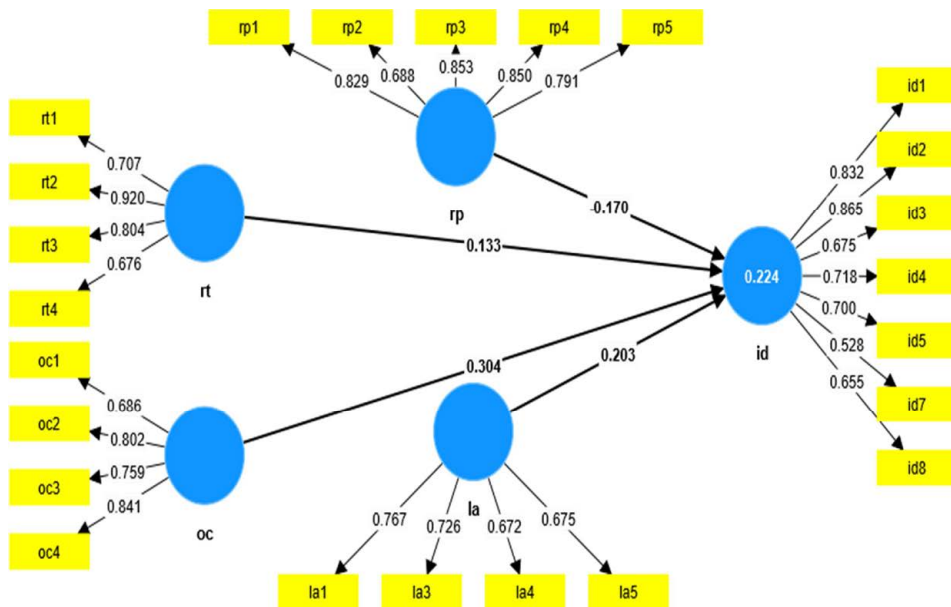 rp1 rp2 rp3 rp4 rp5
0.829 0.688 0.853 0.850 0.791
rp
rt1
rt2
rt3
rt4
0.707
0.920
0.804
0.676
rt
oc1
oc2
oc3
oc4
0.686
0.802
0.759
0.841
oc
-0.170
0.133
0.304
0.203
la
0.767 0.726 0.672 0.675
la1 la3 la4 la5
0.224
id
0.832
0.865
0.675
0.718
0.700
0.528
0.655
id1
id2
id3
id4
id5
id7
id8